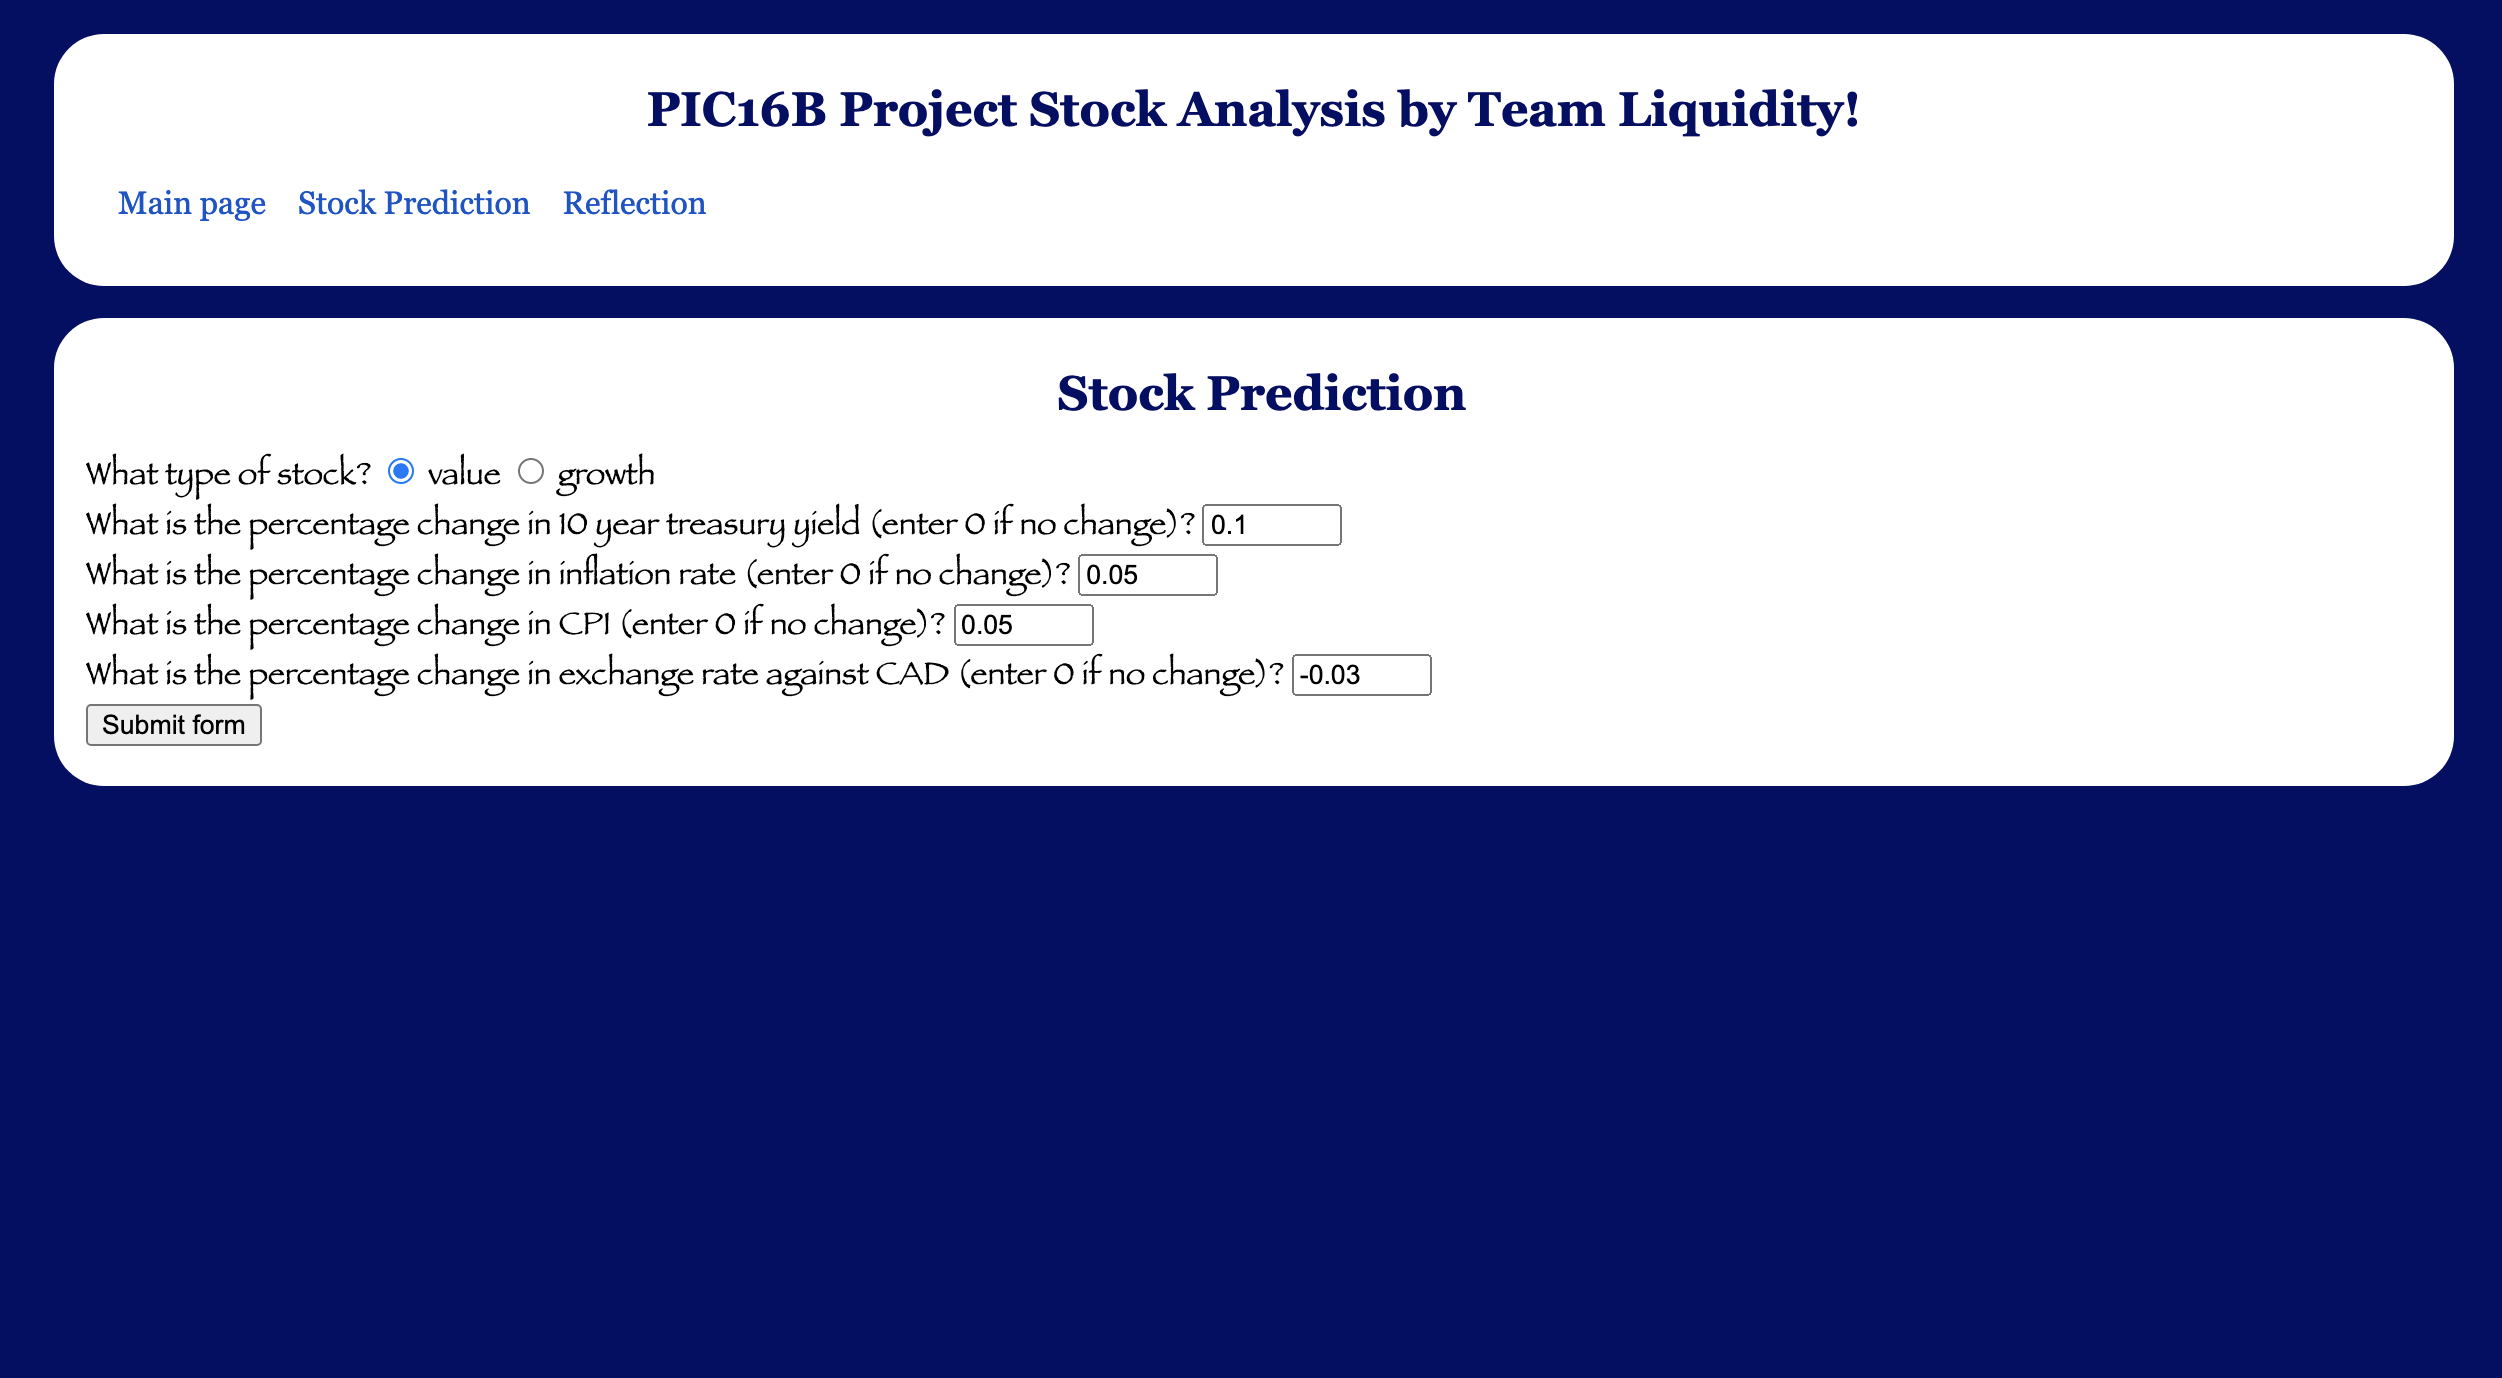 PIC16B Project Stock Analysis by Team Liquidity!
Main page Stock Prediction Reflection
Stock Prediction
What type of stock? value growth
What is the percentage change in 10 year treasury yield (enter 0 if no change)? 0.1
What is the percentage change in inflation rate (enter 0 if no change)? 0.05
What is the percentage change in CPI (enter 0 if no change)? 0.05
What is the percentage change in exchange rate against CAD (enter 0 if no change)? -0.03
Submit form